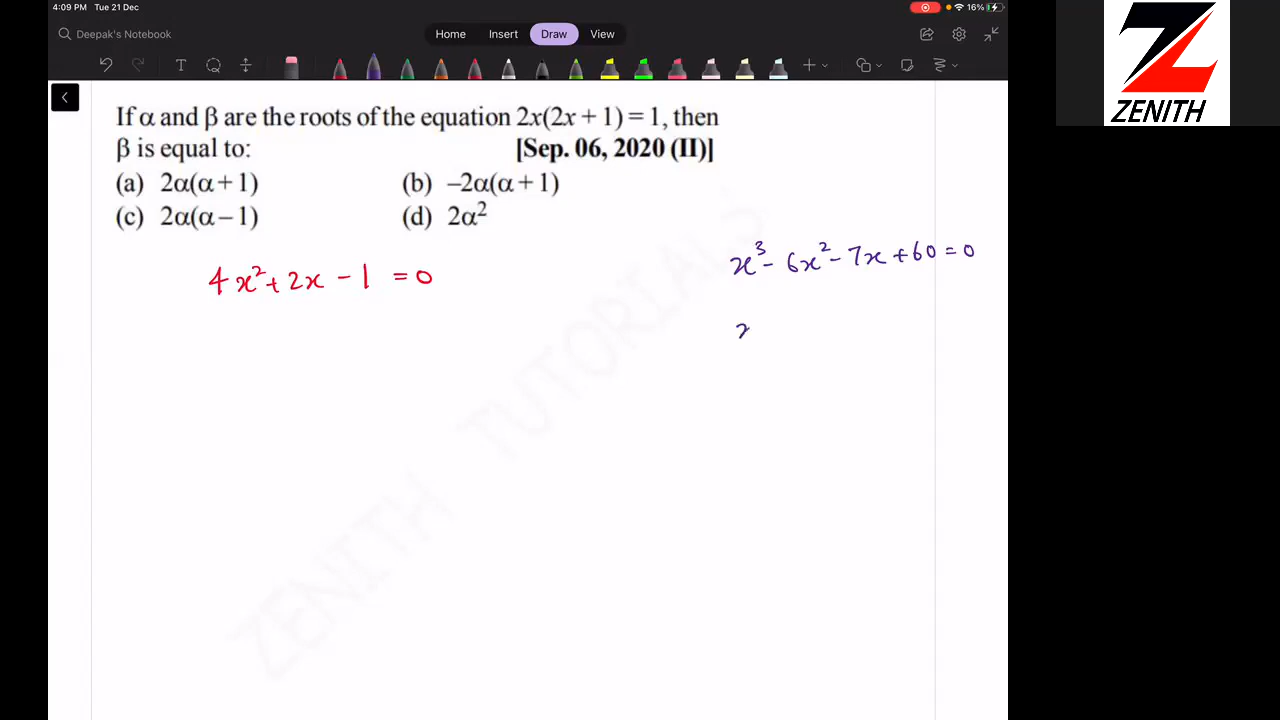 4:09 PM Tue 21 Dec
16%
Deepak's Notebook
Home Insert Draw View
ZENITH
If α and β are the roots of the equation 2x(2x + 1) = 1, then
β is equal to: [Sep. 06, 2020 (II)]
(a) 2α(α + 1) (b) –2α(α + 1)
(c) 2α(α – 1) (d) 2α²
4x² + 2x - 1 = 0
x³ - 6x² - 7x + 60 = 0
x
ZENITH TUTORIALS